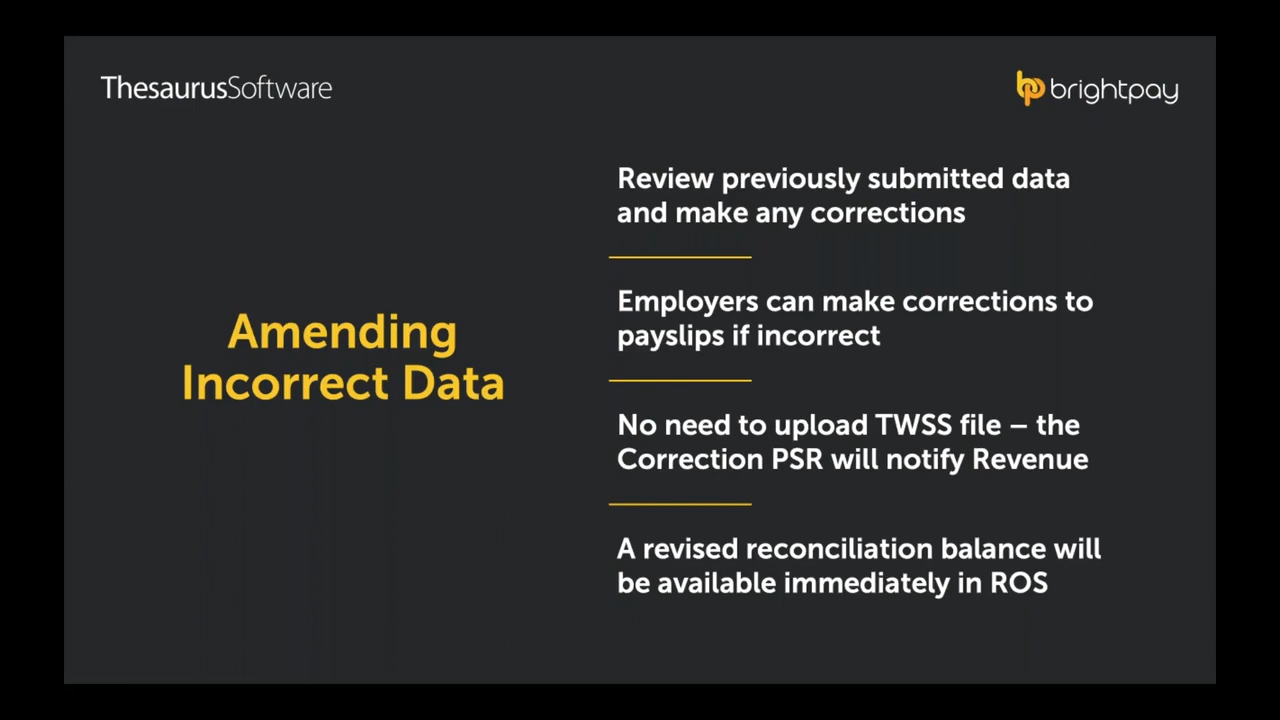 ThesaurusSoftware
brightpay
Amending
Incorrect Data
Review previously submitted data
and make any corrections
Employers can make corrections to
payslips if incorrect
No need to upload TWSS file – the
Correction PSR will notify Revenue
A revised reconciliation balance will
be available immediately in ROS